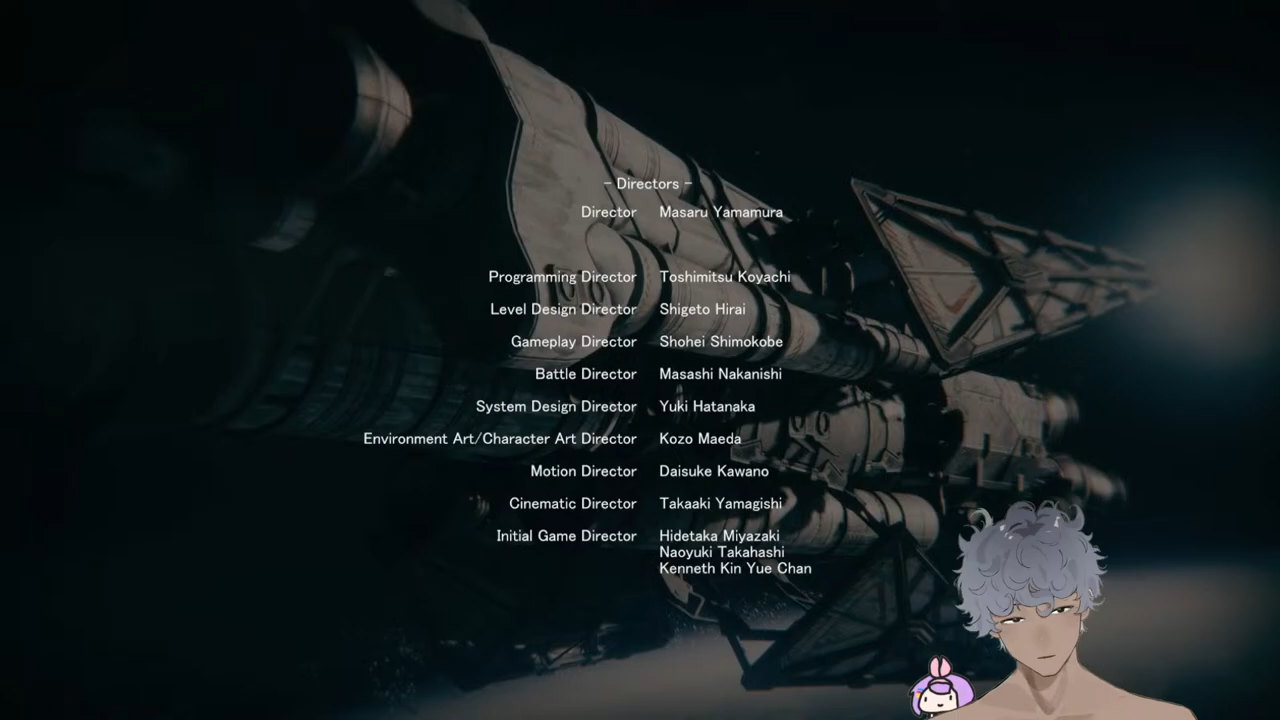 – Directors –
Director Masaru Yamamura
Programming Director Toshimitsu Koyachi
Level Design Director Shigeto Hirai
Gameplay Director Shohei Shimokobe
Battle Director Masashi Nakanishi
System Design Director Yuki Hatanaka
Environment Art/Character Art Director Kozo Maeda
Motion Director Daisuke Kawano
Cinematic Director Takaaki Yamagishi
Initial Game Director Hidetaka Miyazaki
Naoyuki Takahashi
Kenneth Kin Yue Chan